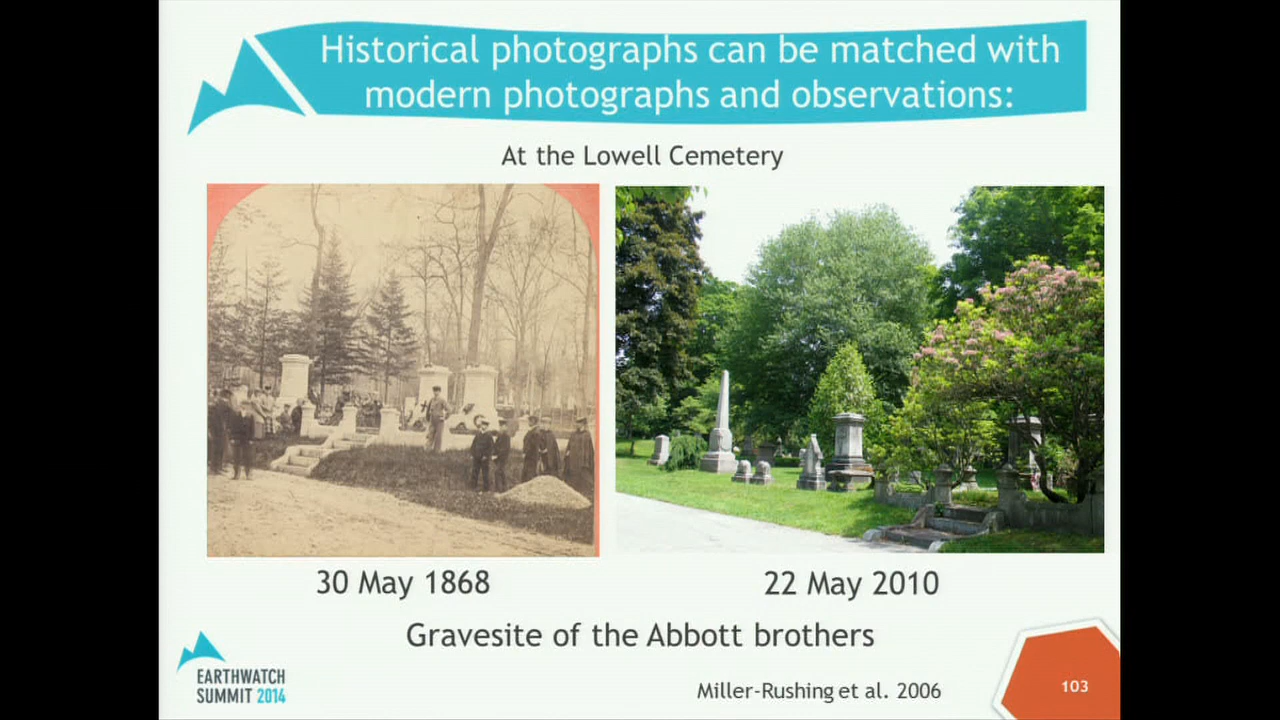 Historical photographs can be matched with
modern photographs and observations:
At the Lowell Cemetery
30 May 1868
22 May 2010
Gravesite of the Abbott brothers
EARTHWATCH
SUMMIT 2014
Miller-Rushing et al. 2006
103